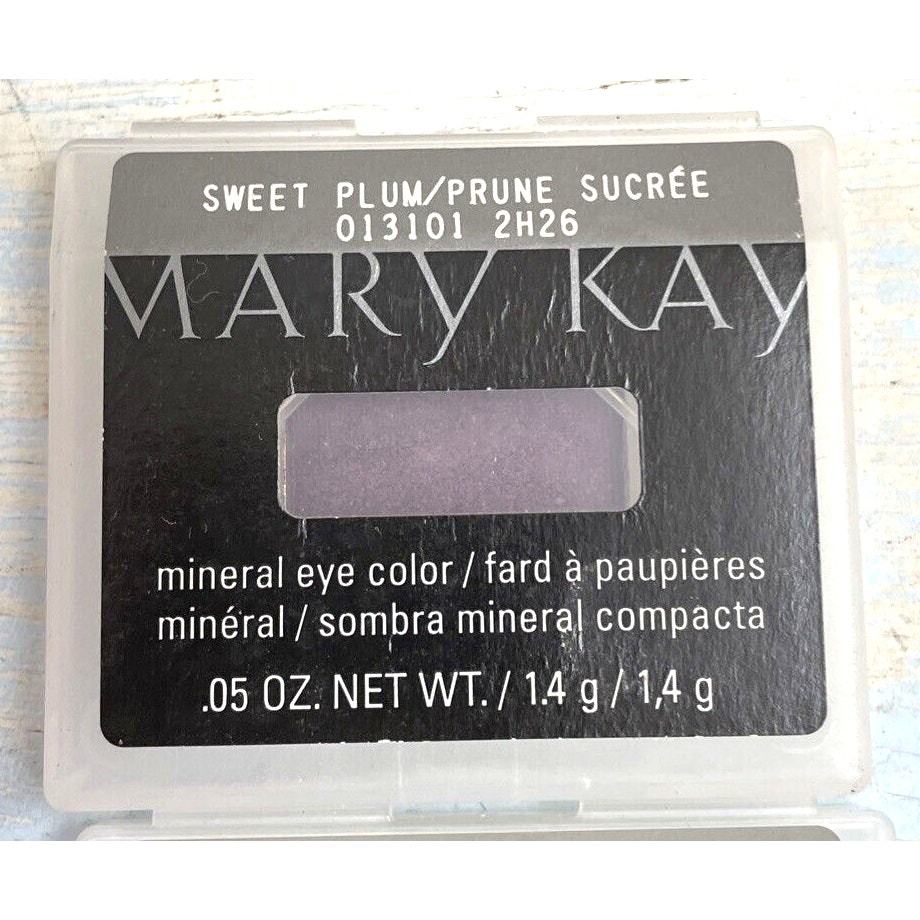 SWEET PLUM/PRUNE SUCRÉE
013101 2H26
MARY KAY
mineral eye color / fard à paupières
minéral / sombra mineral compacta
.05 OZ. NET WT. / 1.4 g / 1,4 g